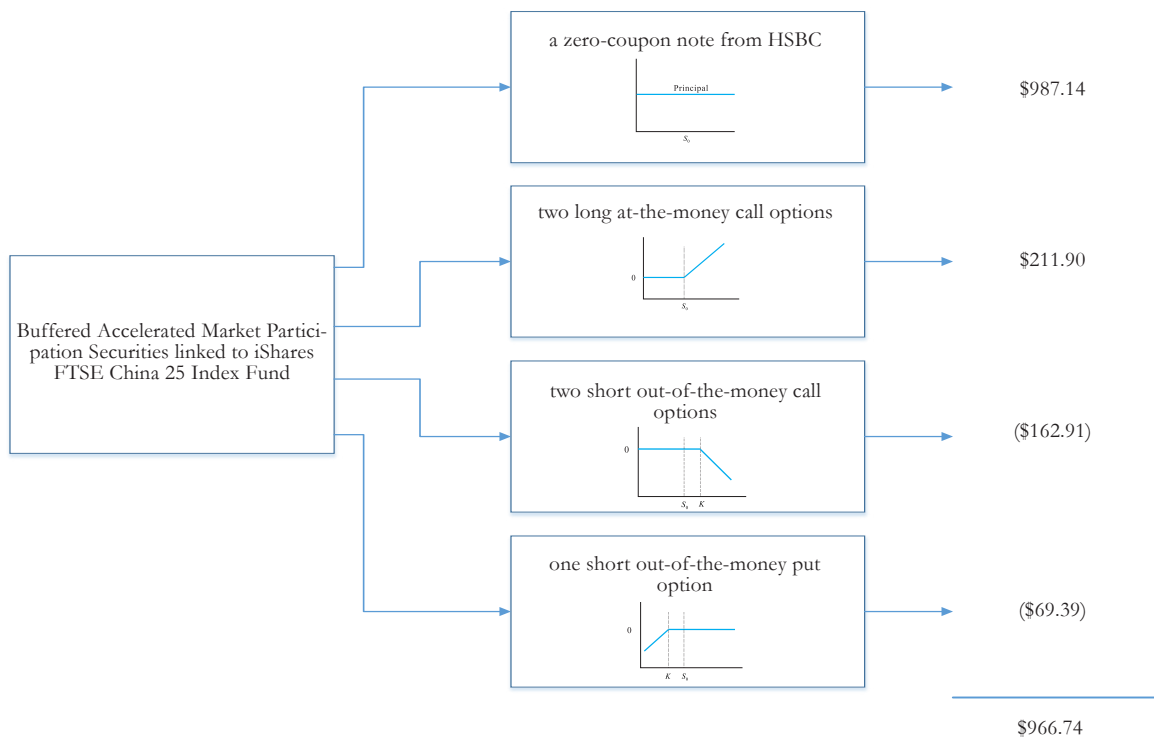 a zero-coupon note from HSBC
Principal
S₀
$987.14
two long at-the-money call options
0
S₀
$211.90
Buffered Accelerated Market Partici-
pation Securities linked to iShares
FTSE China 25 Index Fund
two short out-of-the-money call
options
0
S₀ K
($162.91)
one short out-of-the-money put
option
0
K S₀
($69.39)
$966.74